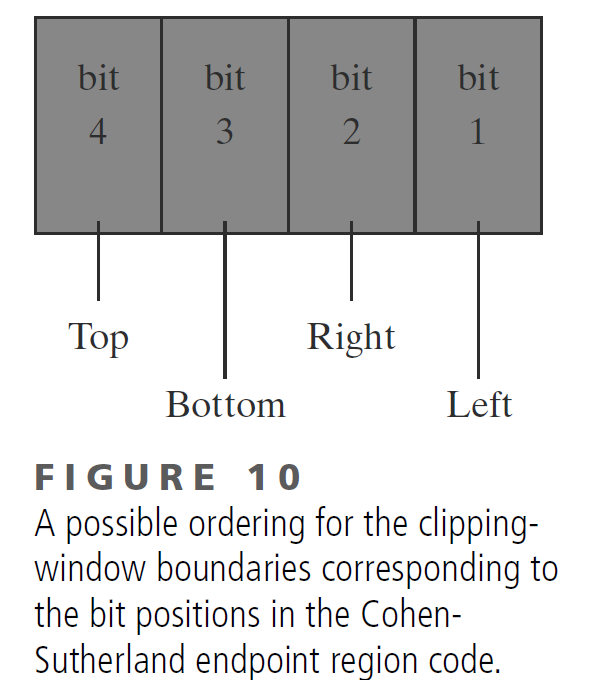 bit bit bit bit
4 3 2 1
Top Right
Bottom Left
FIGURE 10
A possible ordering for the clipping-
window boundaries corresponding to
the bit positions in the Cohen-
Sutherland endpoint region code.